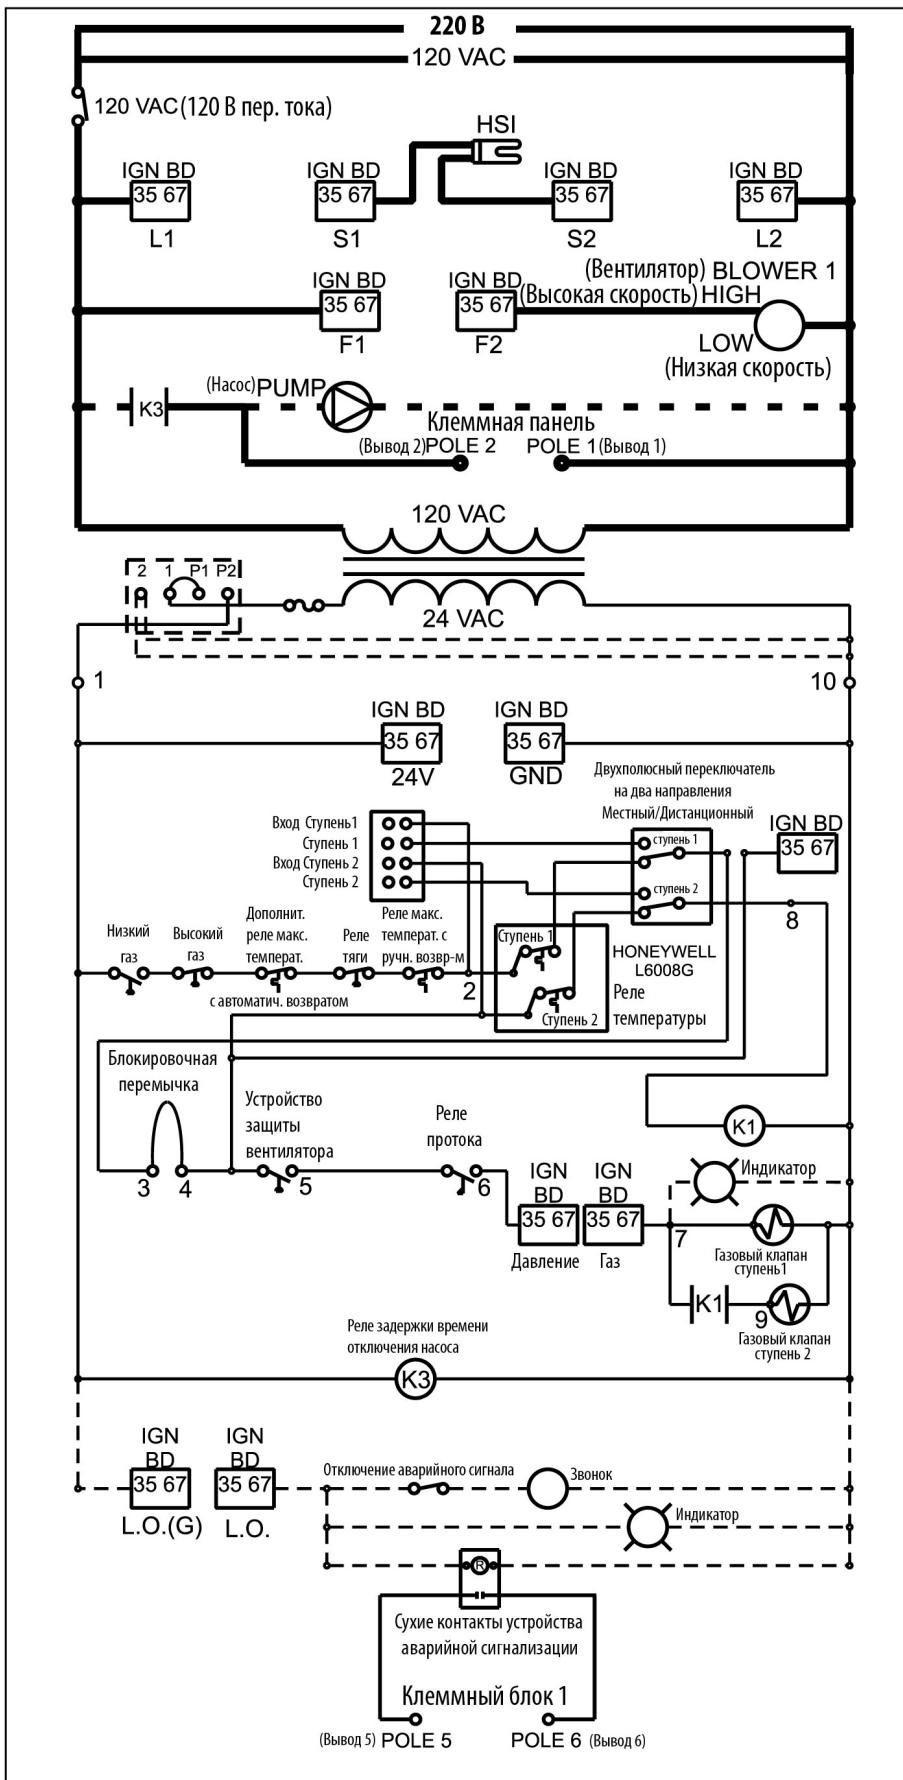 220 В
120 VAC
120 VAC (120 В пер. тока)
HSI
IGN BD
35 67
L1
IGN BD
35 67
S1
IGN BD
35 67
S2
IGN BD
35 67
L2
IGN BD
35 67
F1
IGN BD
35 67
F2
(Вентилятор) BLOWER 1
(Высокая скорость) HIGH
LOW
(Низкая скорость)
(Насос) PUMP
K3
Клеммная панель
(Вывод 2) POLE 2
POLE 1 (Вывод 1)
120 VAC
2 1 P1 P2
24 VAC
1
10
IGN BD
35 67
24V
IGN BD
35 67
GND
Двухполюсный переключатель
на два направления
Местный/Дистанционный
Вход Ступень1
Ступень 1
Вход Ступень 2
Ступень 2
ступень 1
ступень 2
IGN BD
35 67
8
Низкий
газ
Высокий
газ
Дополнит.
реле макс.
температ.
с автоматич. возвратом
Реле
тяги
Реле макс.
температ. с
ручн. возвр-м
2
Ступень 1
Ступень 2
HONEYWELL
L6008G
Реле
температуры
Блокировочная
перемычка
3
4
Устройство
защиты
вентилятора
5
Реле
протока
6
K1
IGN
BD
35 67
Давление
IGN
BD
35 67
Газ
Индикатор
7
Газовый клапан
ступень1
K1
9
Газовый клапан
ступень 2
Реле задержки времени
отключения насоса
K3
IGN
BD
35 67
L.O.(G)
IGN
BD
35 67
L.O.
Отключение аварийного сигнала
Звонок
Индикатор
R
Сухие контакты устройства
аварийной сигнализации
Клеммный блок 1
(Вывод 5) POLE 5
POLE 6 (Вывод 6)